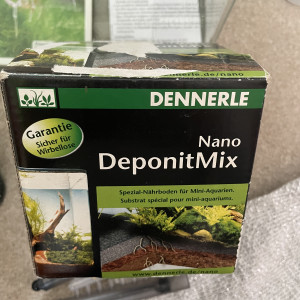 www.dennerle.de/nano
DENNERLE
Garantie
Sicher für
Wirbellose
Nano
DeponitMix
Spezial-Nährboden für Mini-Aquarien.
Substrat spécial pour mini-aquariums.
www.dennerle.de/nano